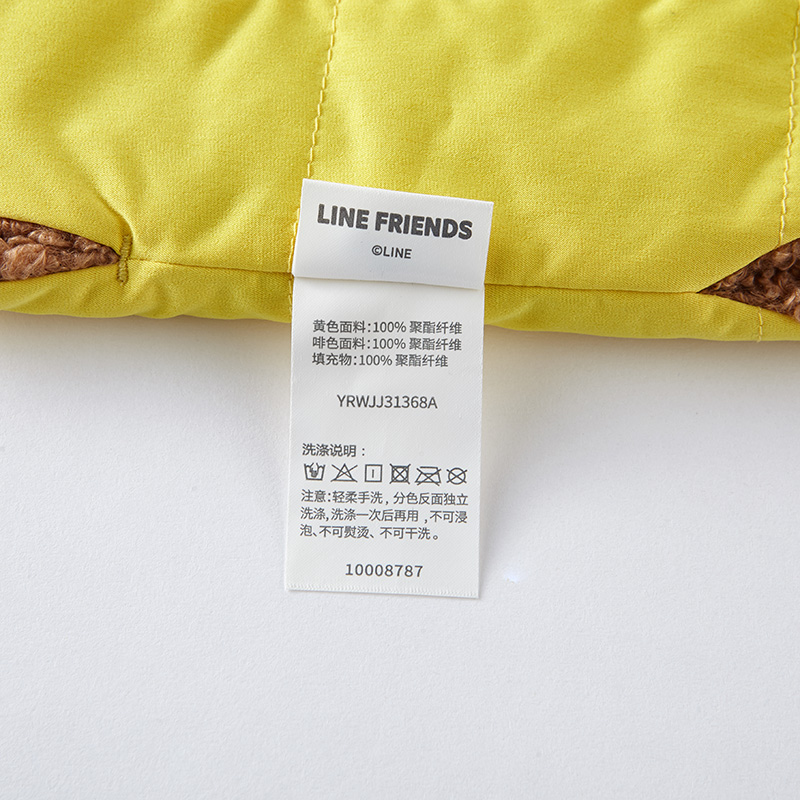 LINE FRIENDS
©LINE
黄色面料:100% 聚酯纤维
啡色面料:100% 聚酯纤维
填充物:100% 聚酯纤维
YRWJJ31368A
洗涤说明：
注意:轻柔手洗，分色反面独立
洗涤,洗涤一次后再用，不可浸
泡、不可熨烫、不可干洗。
10008787